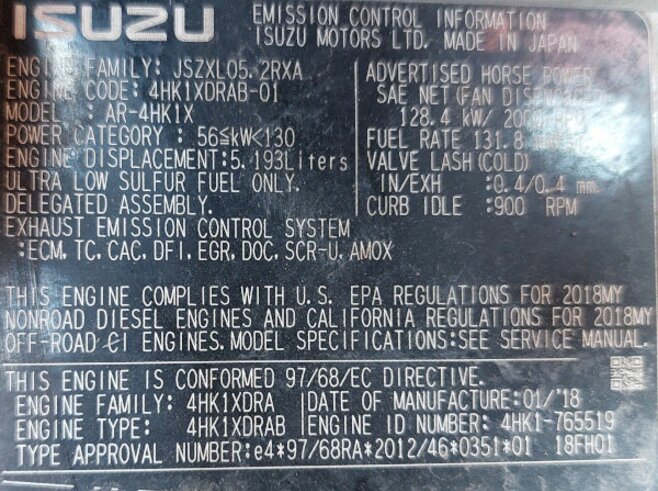 ISUZU
EMISSION CONTROL INFORMATION
ISUZU MOTORS LTD. MADE IN JAPAN
ENGINE FAMILY: JSZXL05.2RXA
ENGINE CODE: 4HK1XDRAB-01
MODEL : AR-4HK1X
POWER CATEGORY : 56≦kW<130
ENGINE DISPLACEMENT:5.193Liters
ULTRA LOW SULFUR FUEL ONLY.
DELEGATED ASSEMBLY.
EXHAUST EMISSION CONTROL SYSTEM
:ECM, TC, CAC, DFI, EGR, DOC, SCR-U, AMOX
ADVERTISED HORSE POWER
SAE NET(FAN DISENGAGED)
128.4 kW/ 2000
FUEL RATE 131.8
VALVE LASH(COLD)
IN/EXH :0.4/0.4 mm
CURB IDLE :900 RPM
THIS ENGINE COMPLIES WITH U.S. EPA REGULATIONS FOR 2018MY
NONROAD DIESEL ENGINES AND CALIFORNIA REGULATIONS FOR 2018MY
OFF-ROAD CI ENGINES. MODEL SPECIFICATIONS:SEE SERVICE MANUAL.
THIS ENGINE IS CONFORMED 97/68/EC DIRECTIVE.
ENGINE FAMILY: 4HK1XDRA DATE OF MANUFACTURE:01/'18
ENGINE TYPE: 4HK1XDRAB ENGINE ID NUMBER: 4HK1-765519
TYPE APPROVAL NUMBER:e4*97/68RA*2012/46*0351*01 18FH01